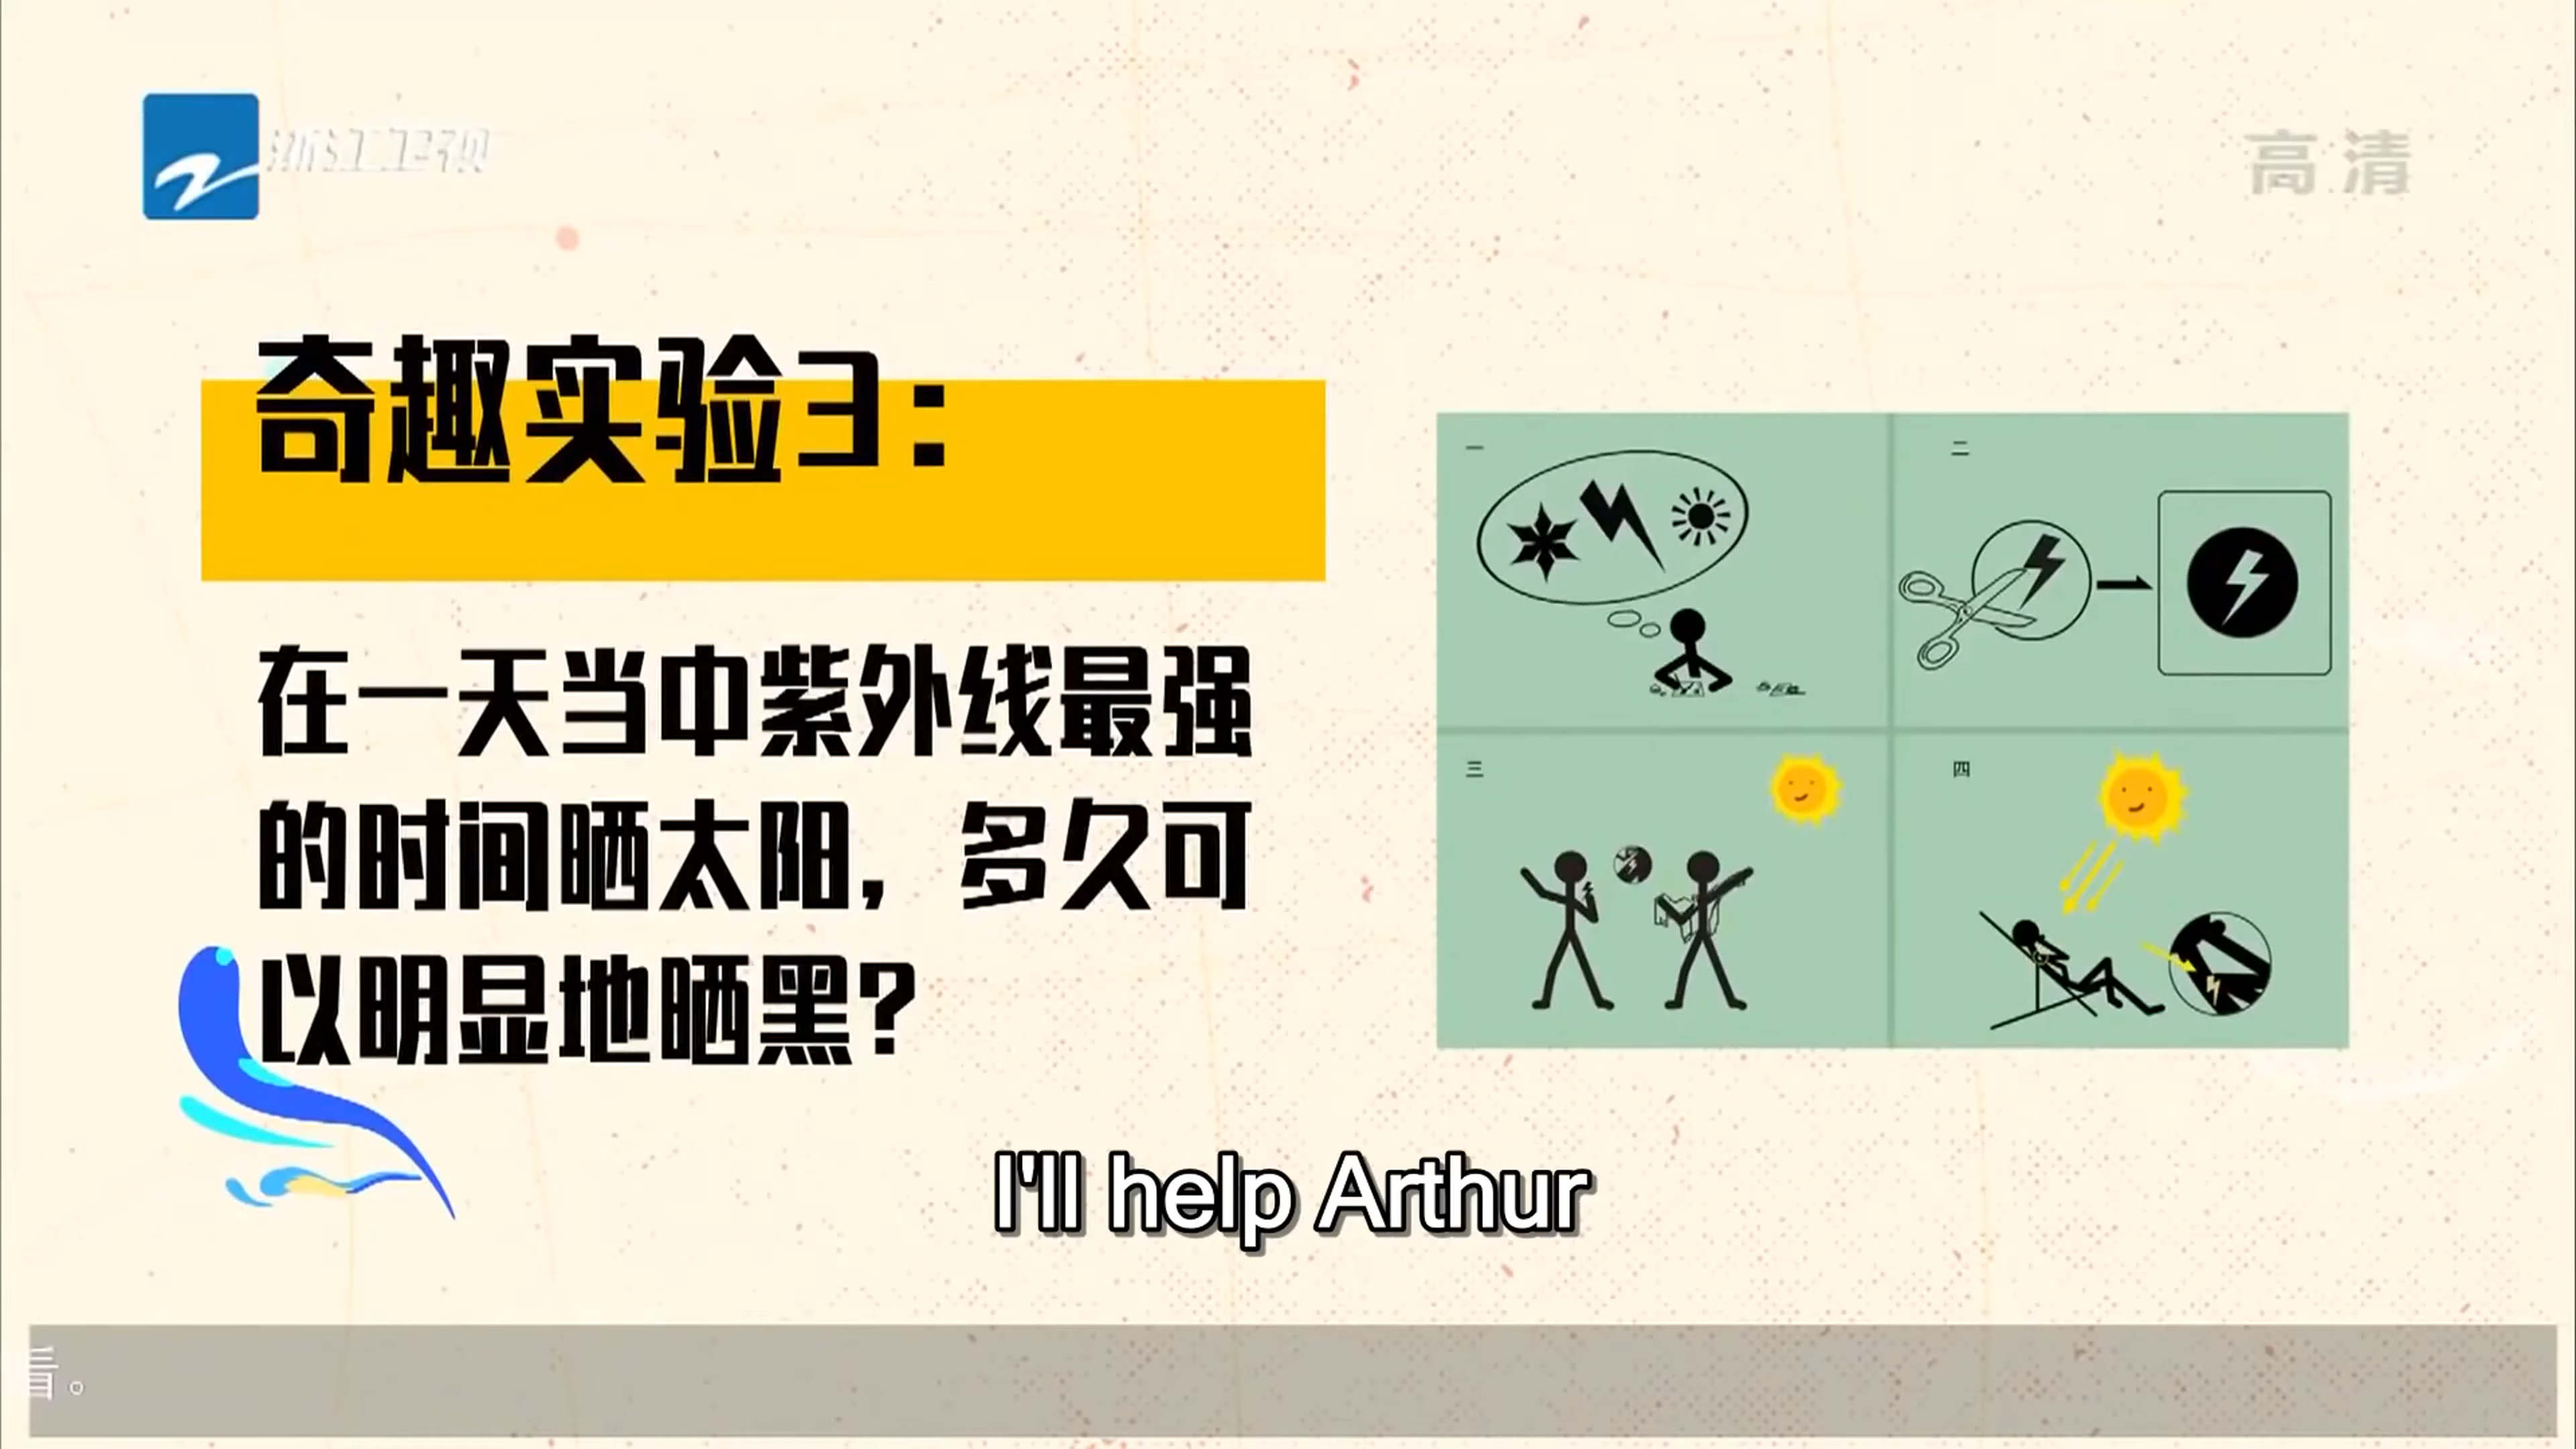 浙江卫视
高清
奇趣实验3：
在一天当中紫外线最强
的时间晒太阳，多久可
以明显地晒黑？
一
二
三
四
I'll help Arthur
看。